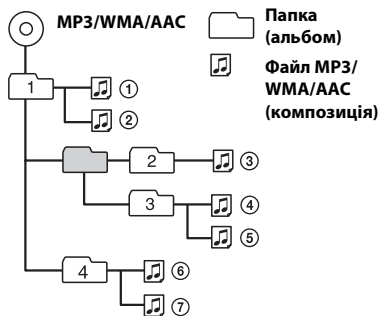 MP3/WMA/AAC
Папка
(альбом)
Файл MP3/
WMA/AAC
(композиція)
1
①
②
2
③
3
④
⑤
4
⑥
⑦